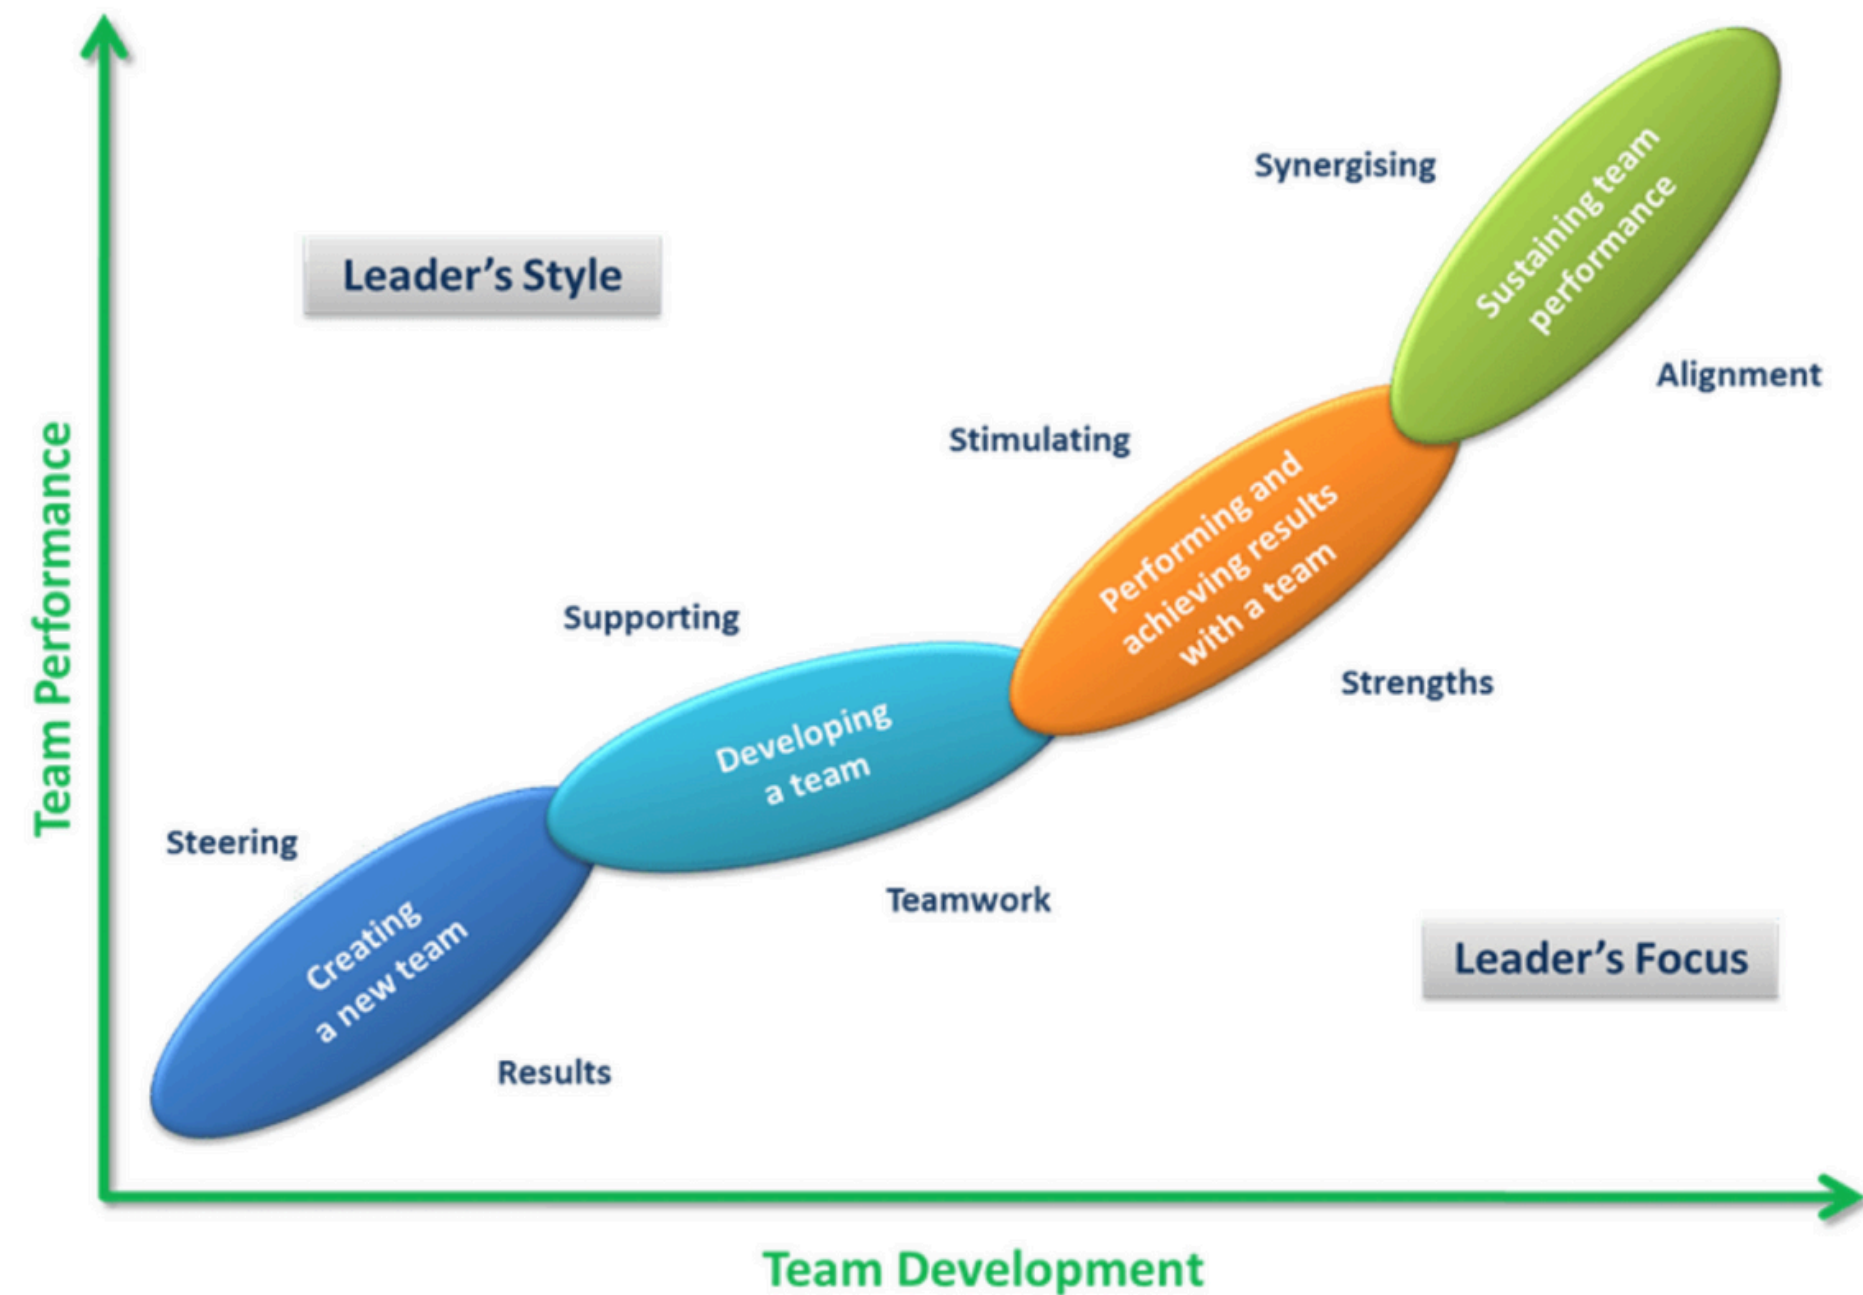 Synergising
Sustaining team
performance
Leader's Style
Alignment
Stimulating
Performing and
achieving results
with a team
Supporting
Strengths
Developing
a team
Steering
Teamwork
Creating
a new team
Leader's Focus
Results
Team Performance
Team Development